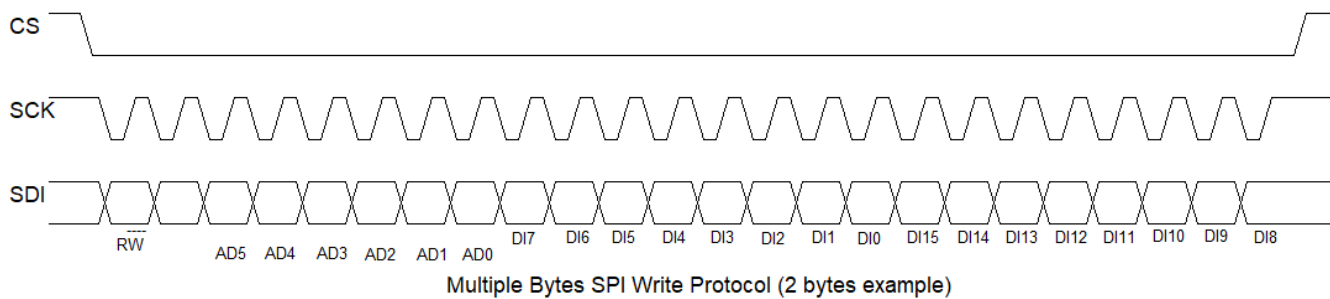 CS
SCK
SDI
RW AD5 AD4 AD3 AD2 AD1 AD0 DI7 DI6 DI5 DI4 DI3 DI2 DI1 DI0 DI15 DI14 DI13 DI12 DI11 DI10 DI9 DI8
Multiple Bytes SPI Write Protocol (2 bytes example)